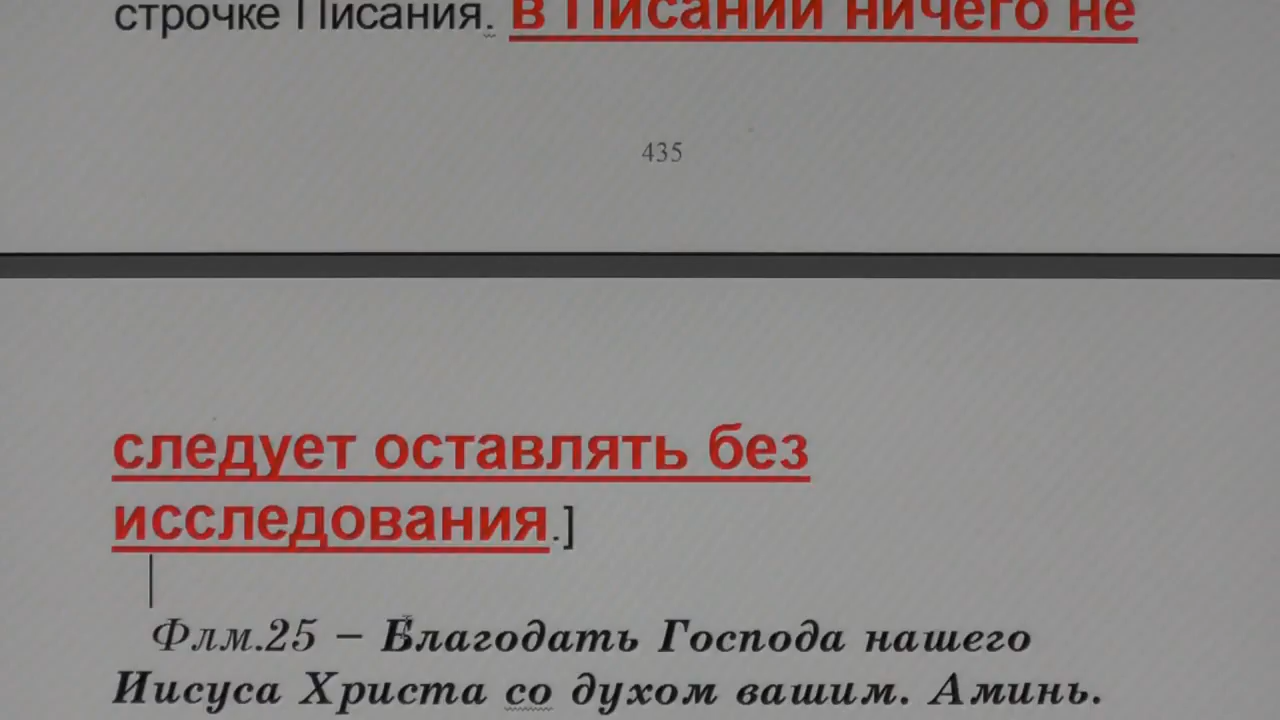 строчке Писания. в Писании ничего не
435
следует оставлять без
исследования.]
Флм.25 – Благодать Господа нашего
Иисуса Христа со духом вашим. Аминь.